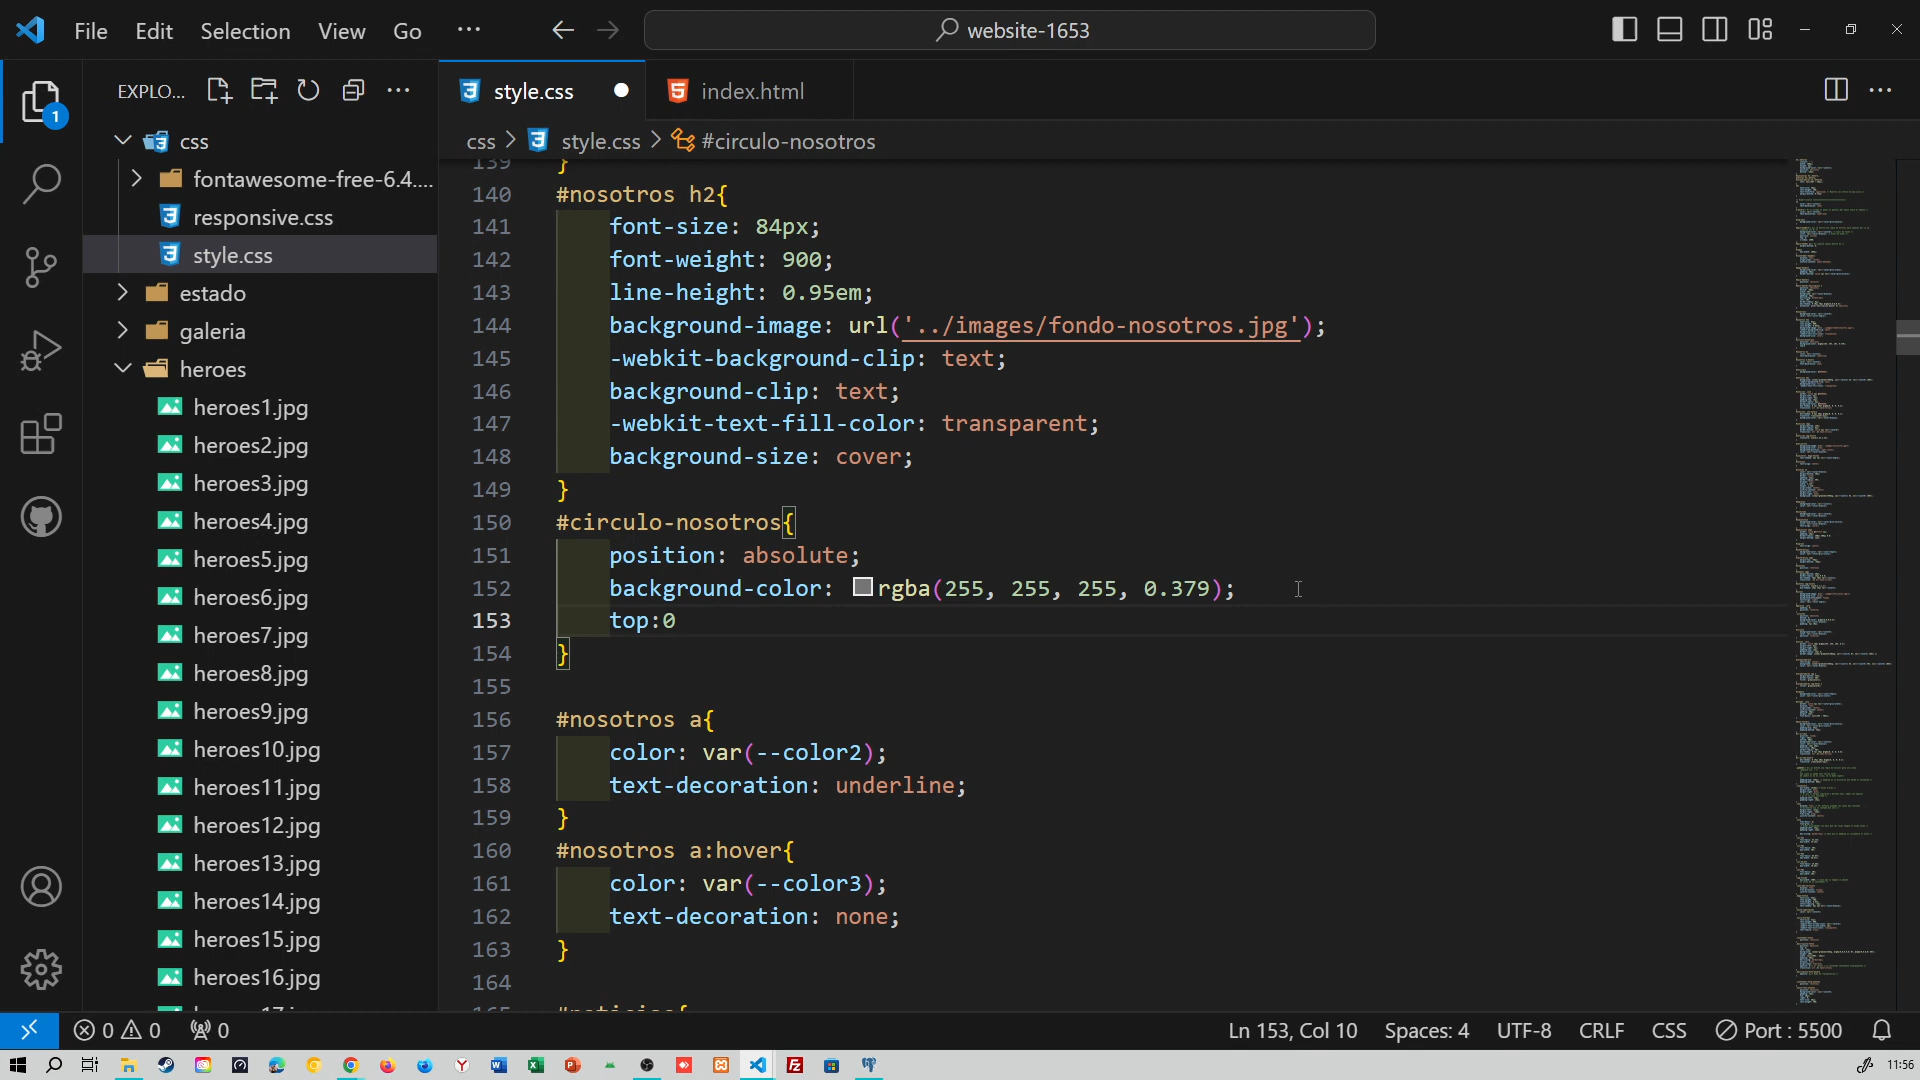 File Edit Selection View Go ··· website-1653
EXPLO... style.css index.html
css > style.css > #circulo-nosotros
1
css
fontawesome-free-6.4....
responsive.css
style.css
estado
galeria
heroes
heroes1.jpg
heroes2.jpg
heroes3.jpg
heroes4.jpg
heroes5.jpg
heroes6.jpg
heroes7.jpg
heroes8.jpg
heroes9.jpg
heroes10.jpg
heroes11.jpg
heroes12.jpg
heroes13.jpg
heroes14.jpg
heroes15.jpg
heroes16.jpg
139 }
140 #nosotros h2{
141 font-size: 84px;
142 font-weight: 900;
143 line-height: 0.95em;
144 background-image: url('../images/fondo-nosotros.jpg');
145 -webkit-background-clip: text;
146 background-clip: text;
147 -webkit-text-fill-color: transparent;
148 background-size: cover;
149 }
150 #circulo-nosotros{
151 position: absolute;
152 background-color: rgba(255, 255, 255, 0.379);
153 top:0
154 }
155
156 #nosotros a{
157 color: var(--color2);
158 text-decoration: underline;
159 }
160 #nosotros a:hover{
161 color: var(--color3);
162 text-decoration: none;
163 }
164
0 0 0 Ln 153, Col 10 Spaces: 4 UTF-8 CRLF CSS Port : 5500
11:56